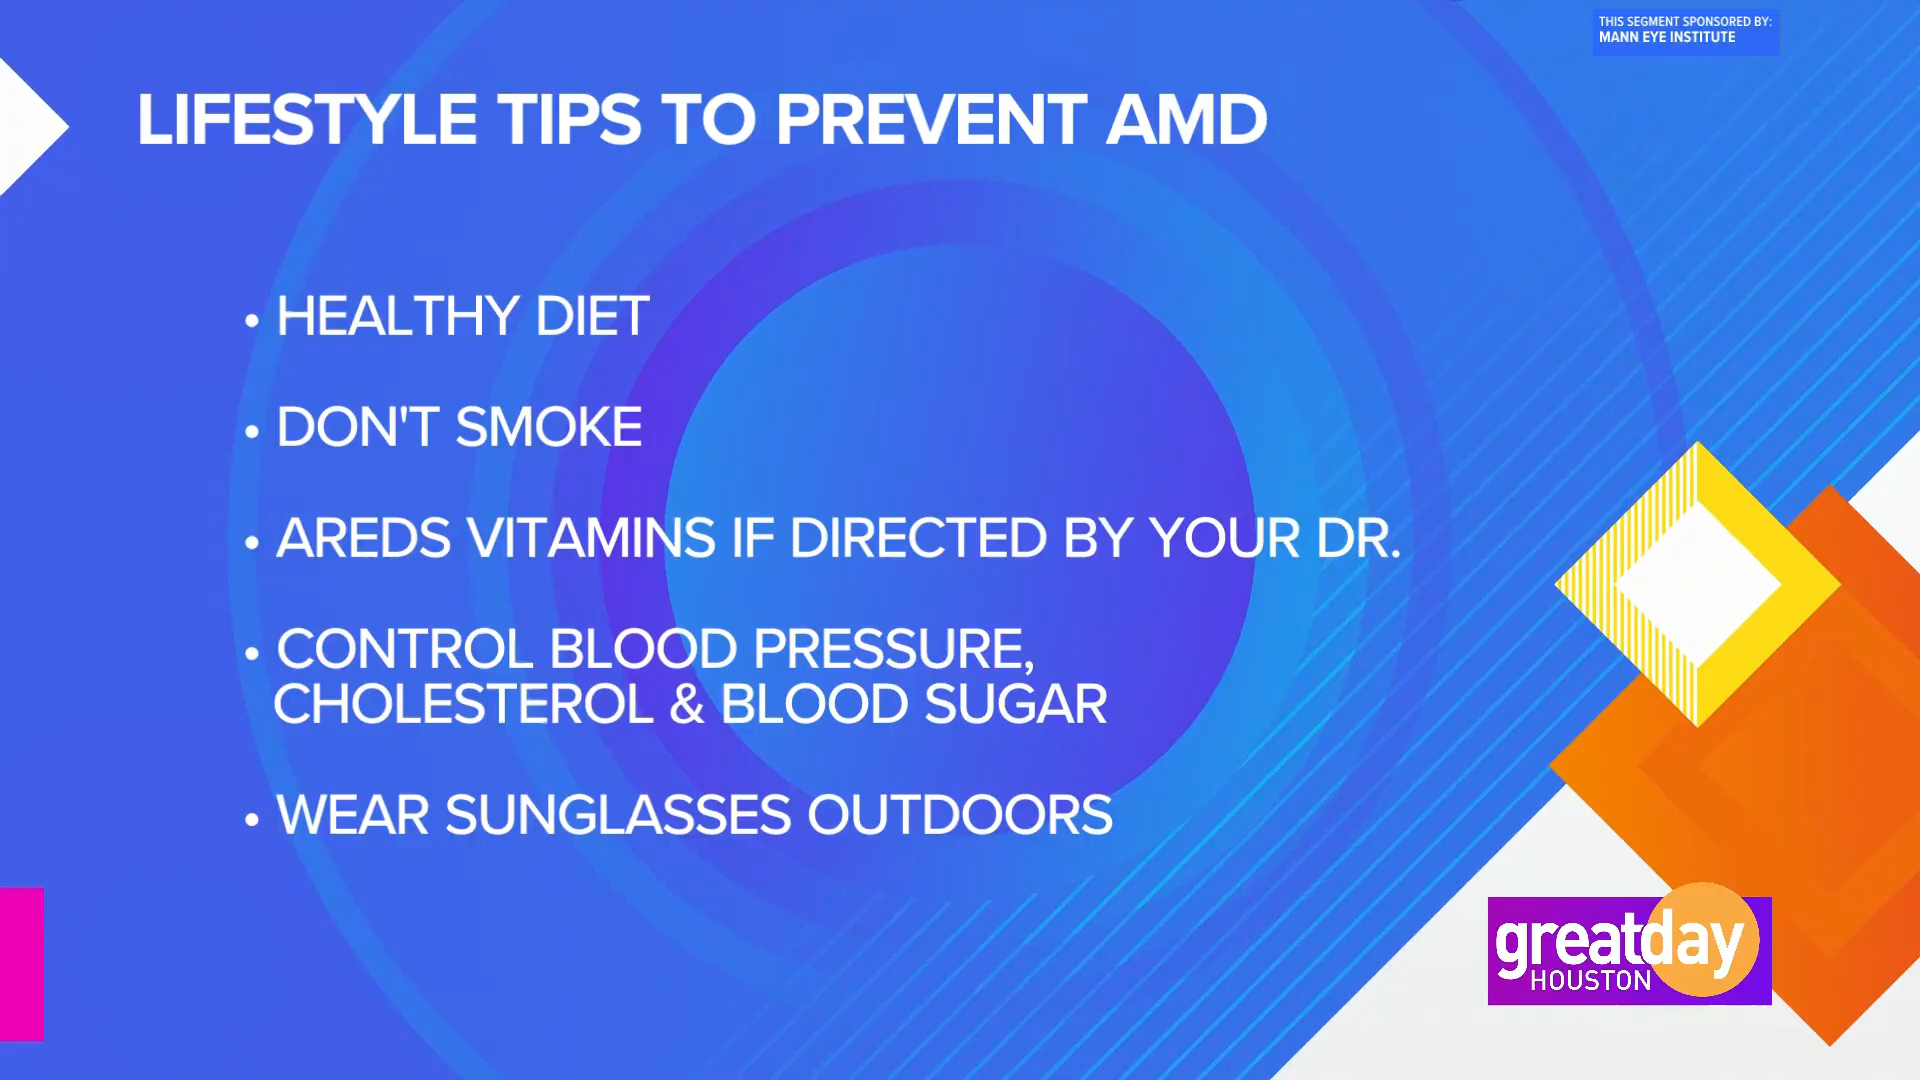 THIS SEGMENT SPONSORED BY:
MANN EYE INSTITUTE
LIFESTYLE TIPS TO PREVENT AMD
• HEALTHY DIET
• DON'T SMOKE
• AREDS VITAMINS IF DIRECTED BY YOUR DR.
• CONTROL BLOOD PRESSURE,
CHOLESTEROL & BLOOD SUGAR
• WEAR SUNGLASSES OUTDOORS
greatday
HOUSTON